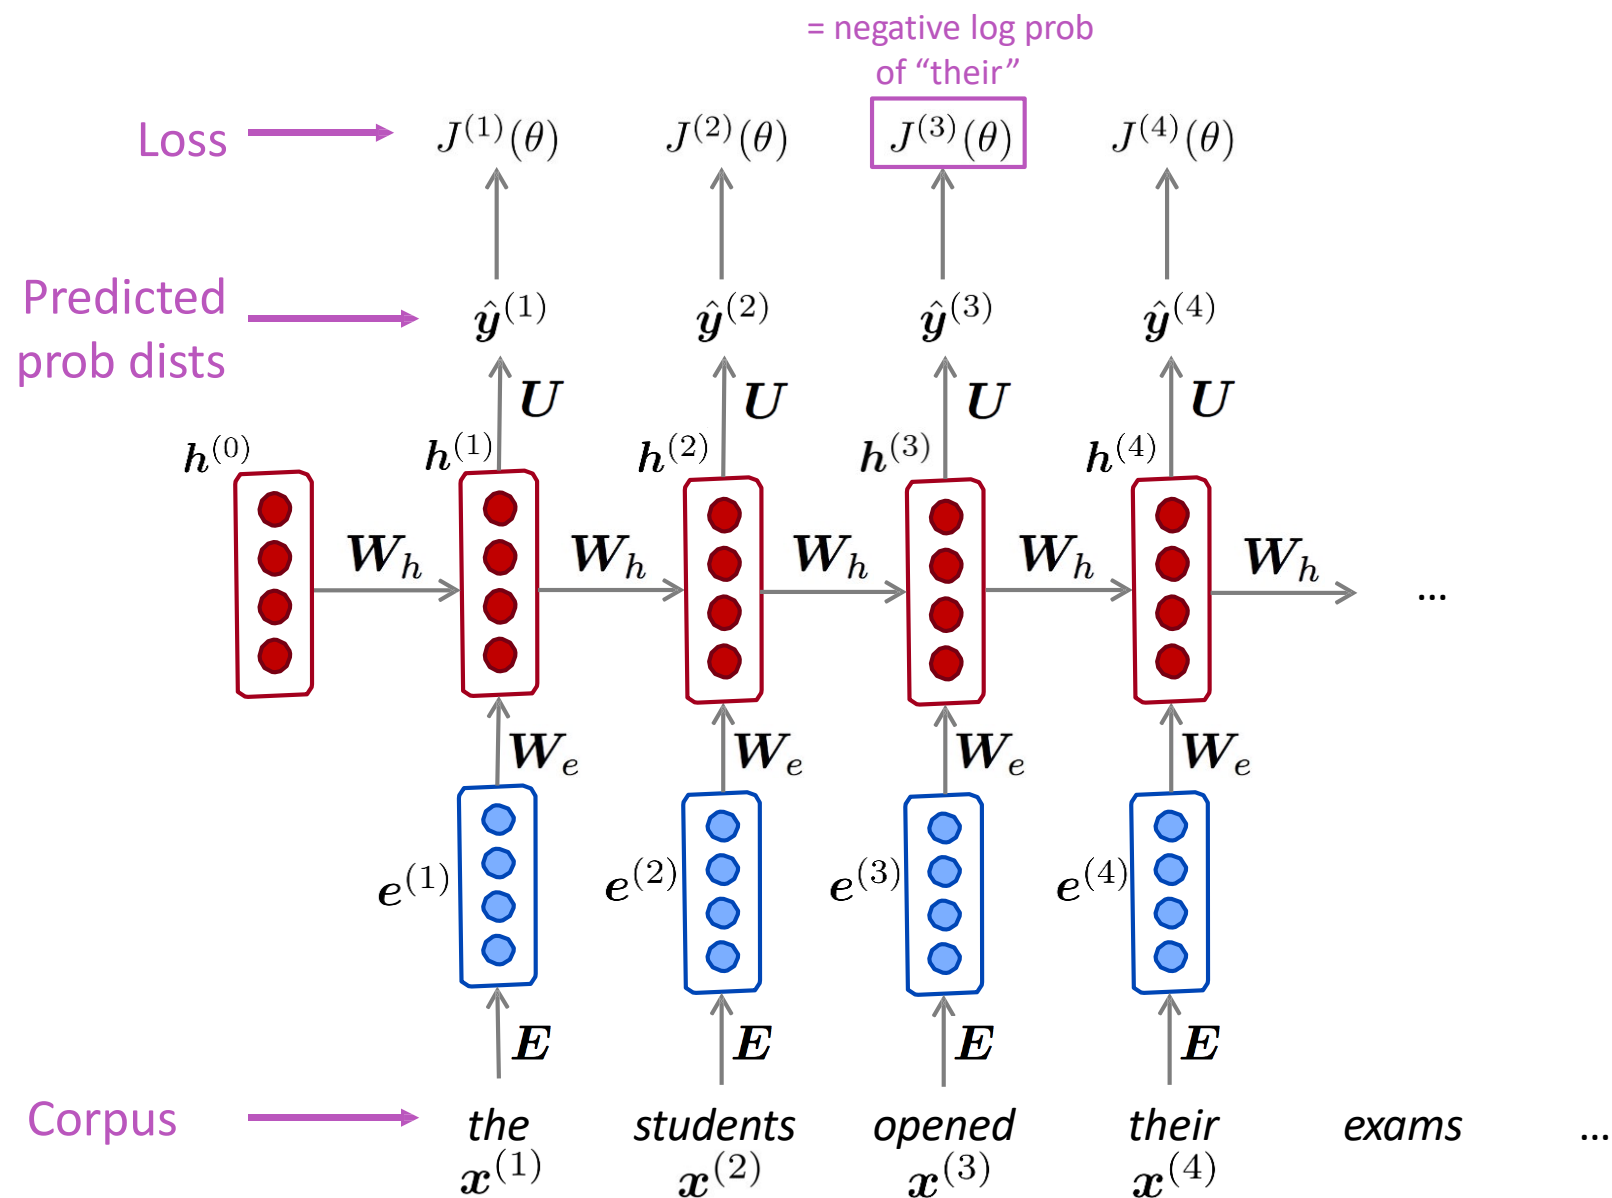 = negative log prob
of “their”
Loss J⁽¹⁾(θ) J⁽²⁾(θ) J⁽³⁾(θ) J⁽⁴⁾(θ)
Predicted
prob dists
ŷ⁽¹⁾ ŷ⁽²⁾ ŷ⁽³⁾ ŷ⁽⁴⁾
U U U U
h⁽⁰⁾ h⁽¹⁾ h⁽²⁾ h⁽³⁾ h⁽⁴⁾
Wₕ Wₕ Wₕ Wₕ Wₕ
...
Wₑ Wₑ Wₑ Wₑ
e⁽¹⁾ e⁽²⁾ e⁽³⁾ e⁽⁴⁾
E E E E
Corpus the students opened their exams ...
x⁽¹⁾ x⁽²⁾ x⁽³⁾ x⁽⁴⁾